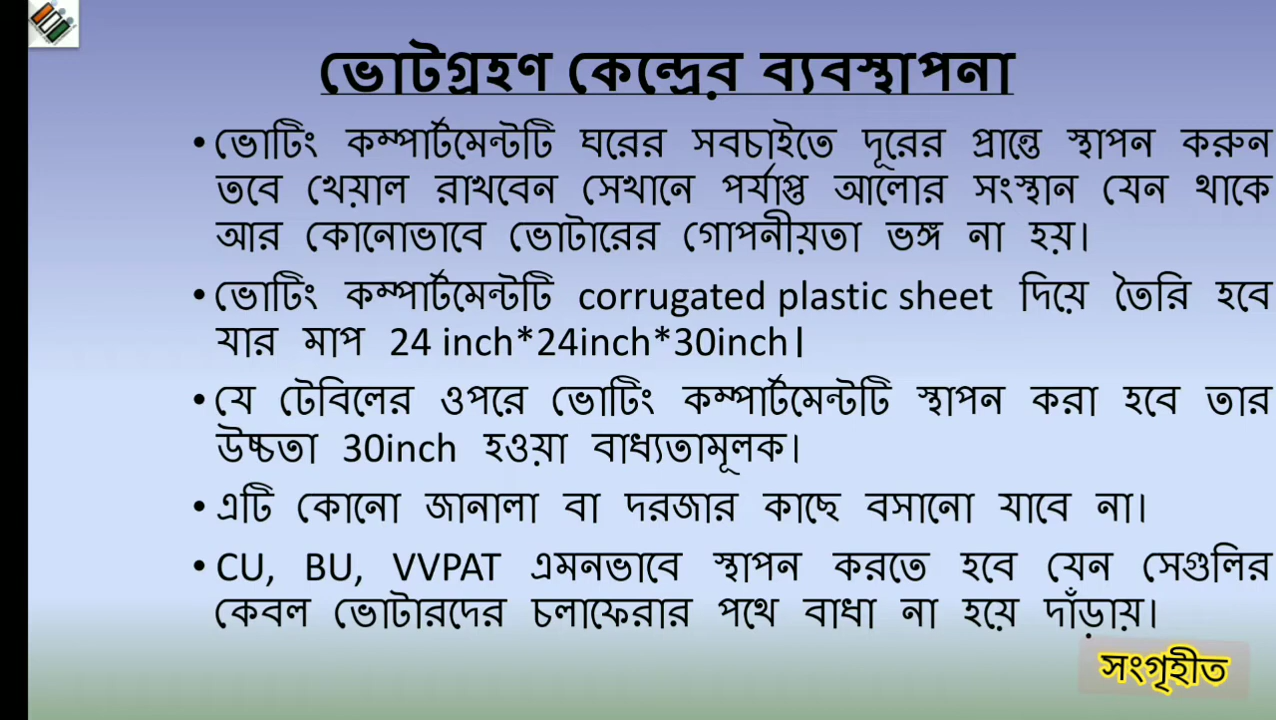 ভোটগ্রহণ কেন্দ্রের ব্যবস্থাপনা
• ভোটিং কম্পার্টমেন্টটি ঘরের সবচাইতে দূরের প্রান্তে স্থাপন করুন
তবে খেয়াল রাখবেন সেখানে পর্যাপ্ত আলোর সংস্থান যেন থাকে
আর কোনোভাবে ভোটারের গোপনীয়তা ভঙ্গ না হয়।
• ভোটিং কম্পার্টমেন্টটি corrugated plastic sheet দিয়ে তৈরি হবে
যার মাপ 24 inch*24inch*30inch।
• যে টেবিলের ওপরে ভোটিং কম্পার্টমেন্টটি স্থাপন করা হবে তার
উচ্চতা 30inch হওয়া বাধ্যতামূলক।
• এটি কোনো জানালা বা দরজার কাছে বসানো যাবে না।
• CU, BU, VVPAT এমনভাবে স্থাপন করতে হবে যেন সেগুলির
কেবল ভোটারদের চলাফেরার পথে বাধা না হয়ে দাঁড়ায়।
সংগৃহীত